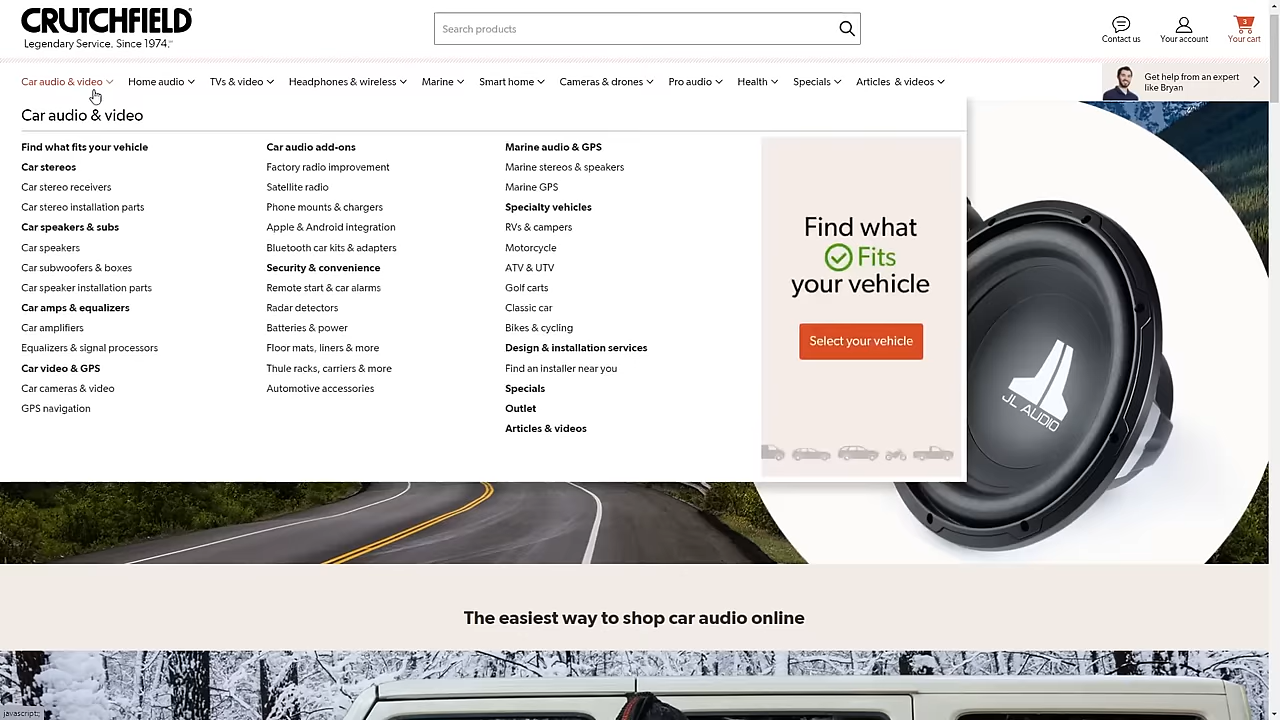 CRUTCHFIELD
Legendary Service, Since 1974.™
Search products
Contact us
Your account
3
Your cart
Car audio & video
Home audio
TVs & video
Headphones & wireless
Marine
Smart home
Cameras & drones
Pro audio
Health
Specials
Articles & videos
Get help from an expert
like Bryan
Car audio & video
Find what fits your vehicle
Car stereos
Car stereo receivers
Car stereo installation parts
Car speakers & subs
Car speakers
Car subwoofers & boxes
Car speaker installation parts
Car amps & equalizers
Car amplifiers
Equalizers & signal processors
Car video & GPS
Car cameras & video
GPS navigation
Car audio add-ons
Factory radio improvement
Satellite radio
Phone mounts & chargers
Apple & Android integration
Bluetooth car kits & adapters
Security & convenience
Remote start & car alarms
Radar detectors
Batteries & power
Floor mats, liners & more
Thule racks, carriers & more
Automotive accessories
Marine audio & GPS
Marine stereos & speakers
Marine GPS
Specialty vehicles
RVs & campers
Motorcycle
ATV & UTV
Golf carts
Classic car
Bikes & cycling
Design & installation services
Find an installer near you
Specials
Outlet
Articles & videos
Find what
Fits
your vehicle
Select your vehicle
JL AUDIO
The easiest way to shop car audio online
javascript:;